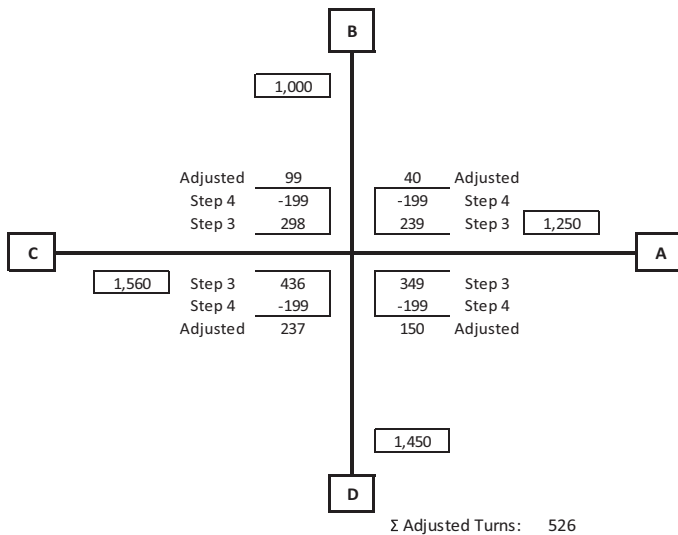 B
1,000
Adjusted 99 40 Adjusted
Step 4 -199 -199 Step 4
Step 3 298 239 Step 3 1,250
C A
1,560 Step 3 436 349 Step 3
Step 4 -199 -199 Step 4
Adjusted 237 150 Adjusted
1,450
D
Σ Adjusted Turns: 526